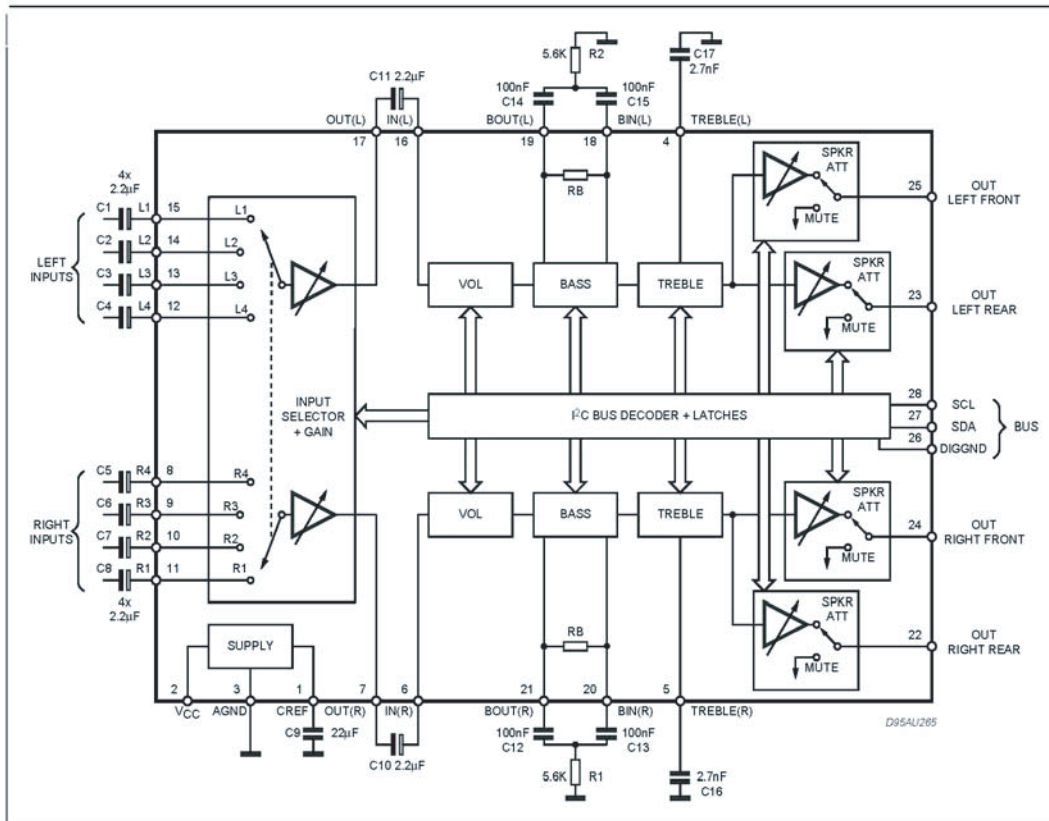 5.6K R2
C17
2.7nF
C11 2.2µF
100nF
C14
100nF
C15
OUT(L) IN(L) BOUT(L) BIN(L) TREBLE(L)
17 16 19 18 4
4x
2.2µF
SPKR
ATT
MUTE
25
OUT
LEFT FRONT
RB
C1 L1 15 L1
C2 L2 14 L2
C3 L3 13 L3
C4 L4 12 L4
LEFT
INPUTS
VOL BASS TREBLE
SPKR
ATT
MUTE
23
OUT
LEFT REAR
INPUT
SELECTOR
+ GAIN
I²C BUS DECODER + LATCHES
28 SCL
27 SDA
26 DIGGND
BUS
C5 R4 8 R4
C6 R3 9 R3
C7 R2 10 R2
C8 R1 11 R1
RIGHT
INPUTS
4x
2.2µF
VOL BASS TREBLE
SPKR
ATT
MUTE
24
OUT
RIGHT FRONT
SUPPLY
RB
SPKR
ATT
MUTE
22
OUT
RIGHT REAR
2 3 1 7 6 21 20 5
VCC AGND CREF OUT(R) IN(R) BOUT(R) BIN(R) TREBLE(R)
D95AU265
C9 22µF
100nF
C12
100nF
C13
C10 2.2µF
5.6K R1
2.7nF
C16